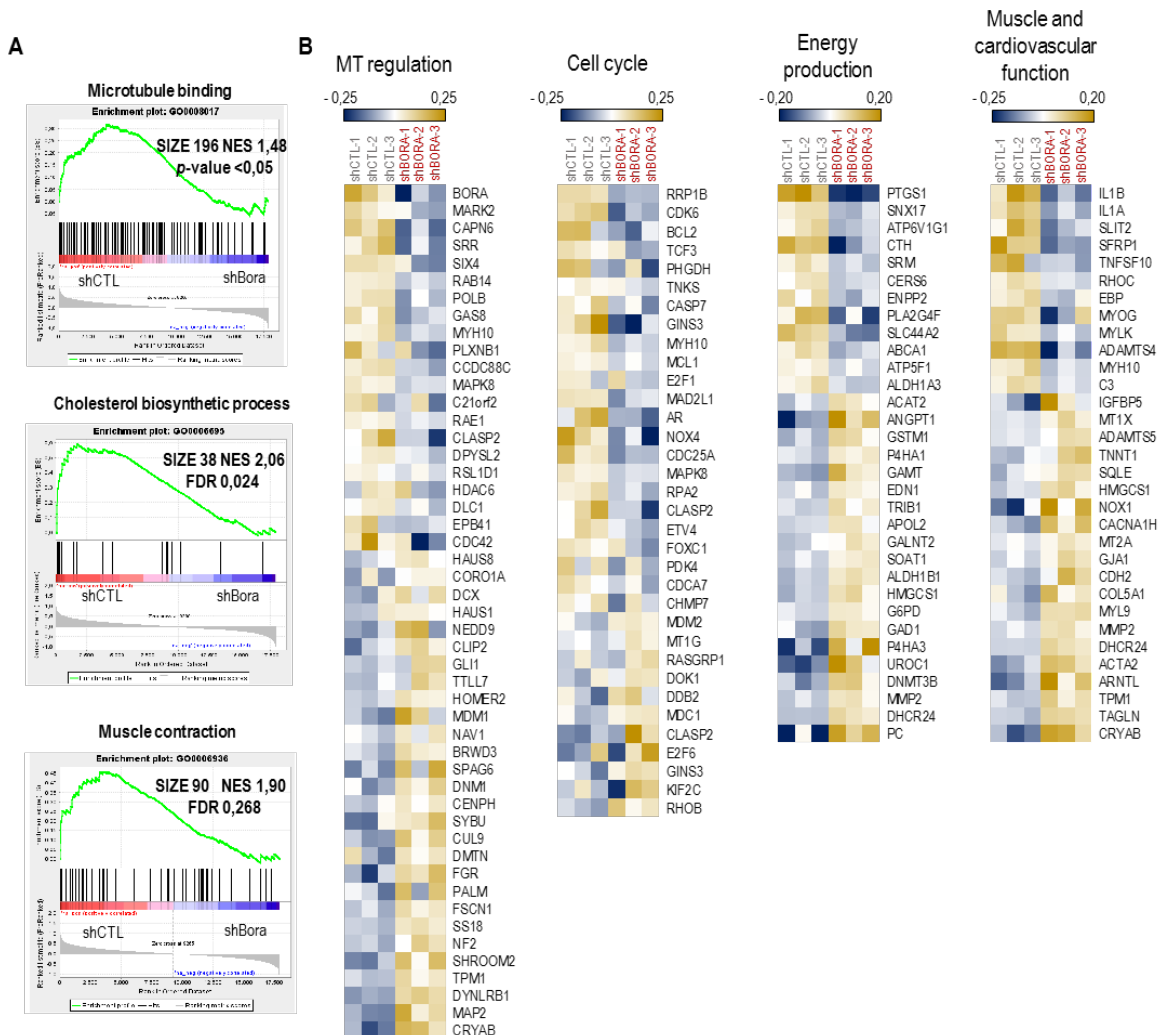 A
Microtubule binding
Enrichment plot: GO0008017
SIZE 196 NES 1,48
p-value <0,05
shCTL
shBora
Rank in Ordered Dataset
Cholesterol biosynthetic process
Enrichment plot: GO0006695
SIZE 38 NES 2,06
FDR 0,024
shCTL
shBora
Rank in Ordered Dataset
Muscle contraction
Enrichment plot: GO0006936
SIZE 90 NES 1,90
FDR 0,268
shCTL
shBora
Rank in Ordered Dataset
B
MT regulation
- 0,25
0,25
shCTL-1
shCTL-2
shCTL-3
shBORA-1
shBORA-2
shBORA-3
BORA
MARK2
CAPN6
SRR
SIX4
RAB14
POLB
GAS8
MYH10
PLXNB1
CCDC88C
MAPK8
C21orf2
RAE1
CLASP2
DPYSL2
RSL1D1
HDAC6
DLC1
EPB41
CDC42
HAUS8
CORO1A
DCX
HAUS1
NEDD9
CLIP2
GLI1
TTLL7
HOMER2
MDM1
NAV1
BRWD3
SPAG6
DNM1
CENPH
SYBU
CUL9
DMTN
FGR
PALM
FSCN1
SS18
NF2
SHROOM2
TPM1
DYNLRB1
MAP2
CRYAB
Cell cycle
-0,25
0,25
shCTL-1
shCTL-2
shCTL-3
shBORA-1
shBORA-2
shBORA-3
RRP1B
CDK6
BCL2
TCF3
PHGDH
TNKS
CASP7
GINS3
MYH10
MCL1
E2F1
MAD2L1
AR
NOX4
CDC25A
MAPK8
RPA2
CLASP2
ETV4
FOXC1
PDK4
CDCA7
CHMP7
MDM2
MT1G
RASGRP1
DOK1
DDB2
MDC1
CLASP2
E2F6
GINS3
KIF2C
RHOB
Energy
production
-0,20
0,20
shCTL-1
shCTL-2
shCTL-3
shBORA-1
shBORA-2
shBORA-3
PTGS1
SNX17
ATP6V1G1
CTH
SRM
CERS6
ENPP2
PLA2G4F
SLC44A2
ABCA1
ATP5F1
ALDH1A3
ACAT2
ANGPT1
GSTM1
P4HA1
GAMT
EDN1
TRIB1
APOL2
GALNT2
SOAT1
ALDH1B1
HMGCS1
G6PD
GAD1
P4HA3
UROC1
DNMT3B
MMP2
DHCR24
PC
Muscle and
cardiovascular
function
- 0,25
0,20
shCTL-1
shCTL-2
shCTL-3
shBORA-1
shBORA-2
shBORA-3
IL1B
IL1A
SLIT2
SFRP1
TNFSF10
RHOC
EBP
MYOG
MYLK
ADAMTS4
MYH10
C3
IGFBP5
MT1X
ADAMTS5
TNNT1
SQLE
HMGCS1
NOX1
CACNA1H
MT2A
GJA1
CDH2
COL5A1
MYL9
MMP2
DHCR24
ACTA2
ARNTL
TPM1
TAGLN
CRYAB